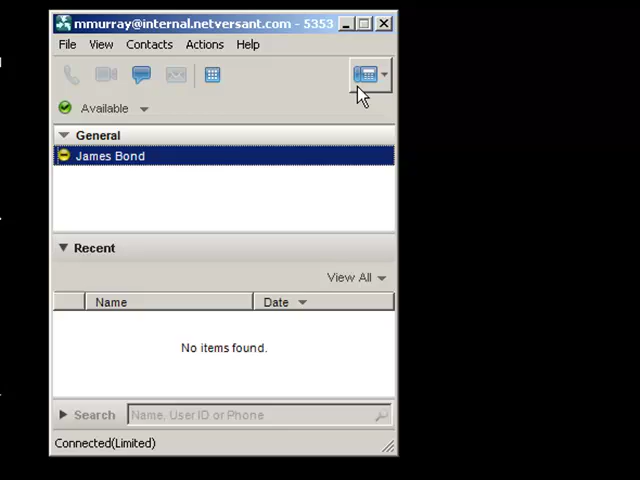 mmurray@internal.netversant.com - 5353
File View Contacts Actions Help
Available
General
James Bond
Recent
View All
Name Date
No items found.
Search Name, User ID or Phone
Connected(Limited)